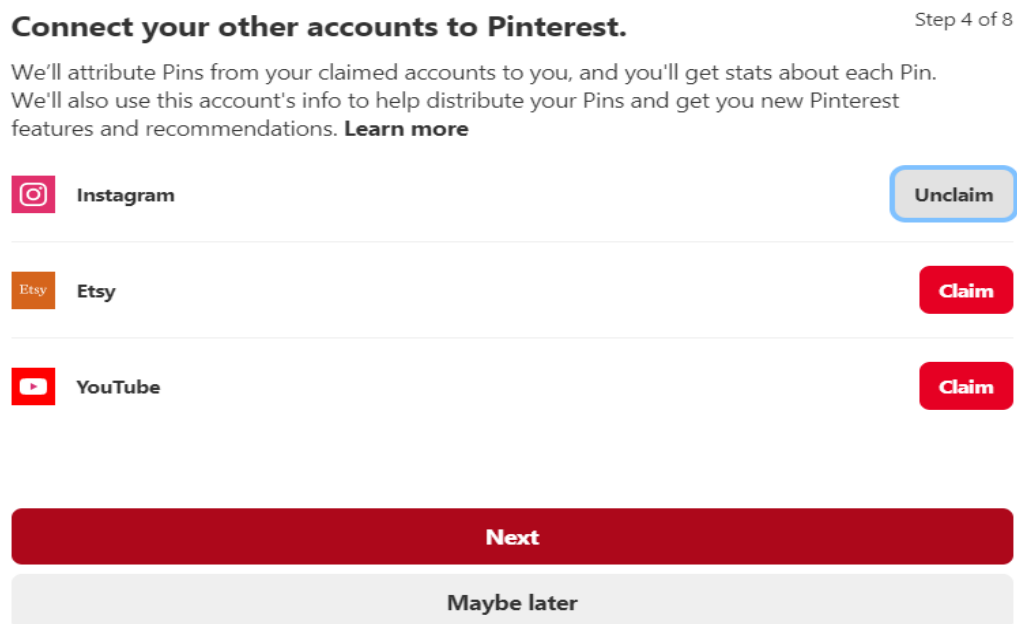 Connect your other accounts to Pinterest.
Step 4 of 8
We’ll attribute Pins from your claimed accounts to you, and you'll get stats about each Pin.
We'll also use this account's info to help distribute your Pins and get you new Pinterest
features and recommendations. Learn more
Instagram
Unclaim
Etsy
Etsy
Claim
YouTube
Claim
Next
Maybe later